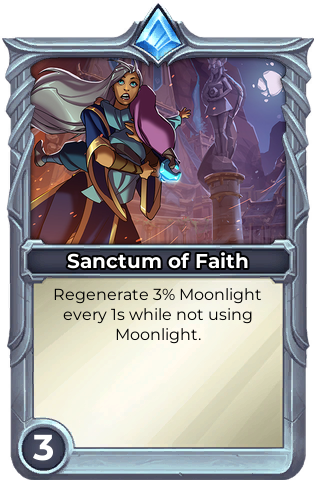 Sanctum of Faith
Regenerate 3% Moonlight
every 1s while not using
Moonlight.
3